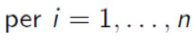 per i = 1, . . . , n